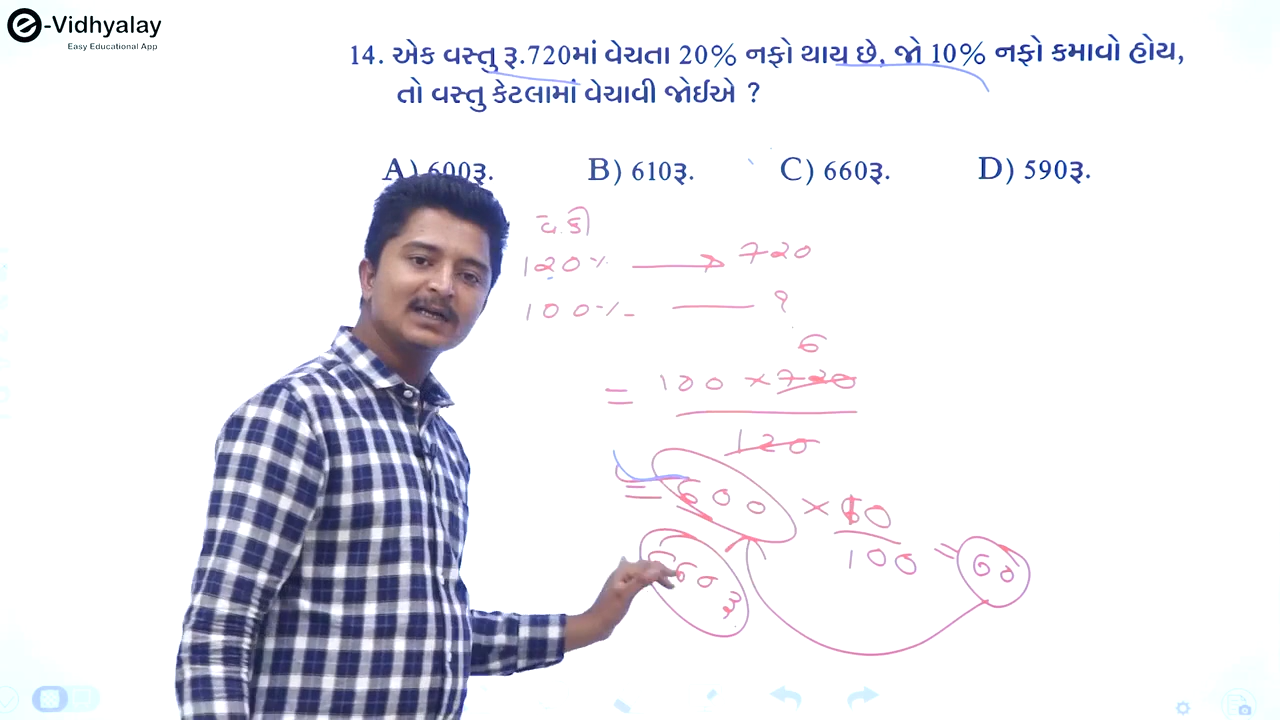 e-Vidhyalay
Easy Educational App
14. એક વસ્તુ રૂ.720માં વેચતા 20% નફો થાય છે, જો 10% નફો કમાવો હોય,
તો વસ્તુ કેટલામાં વેચાવી જોઈએ ?
A) 600રૂ. B) 610રૂ. C) 660રૂ. D) 590રૂ.
120% 720
100% ?
6
= 100 × 720
120
= 600 × 10
100 = 60
660રૂ